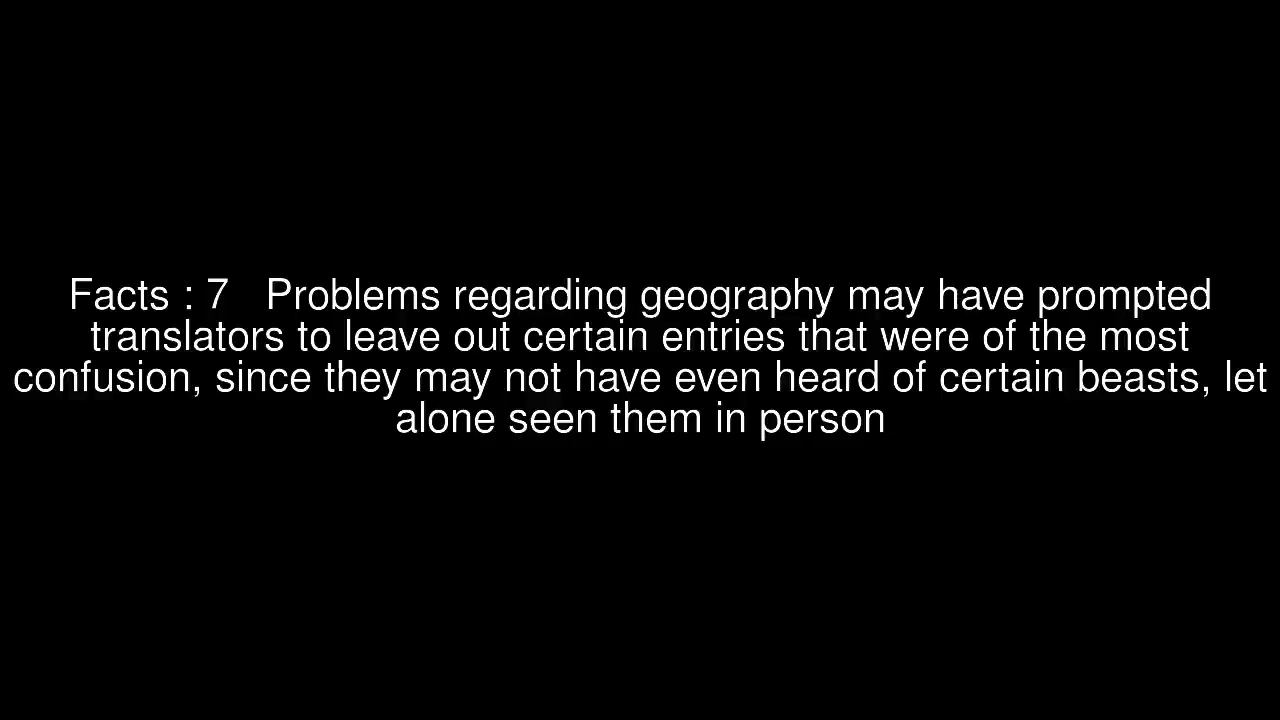 Facts : 7   Problems regarding geography may have prompted
translators to leave out certain entries that were of the most
confusion, since they may not have even heard of certain beasts, let
alone seen them in person